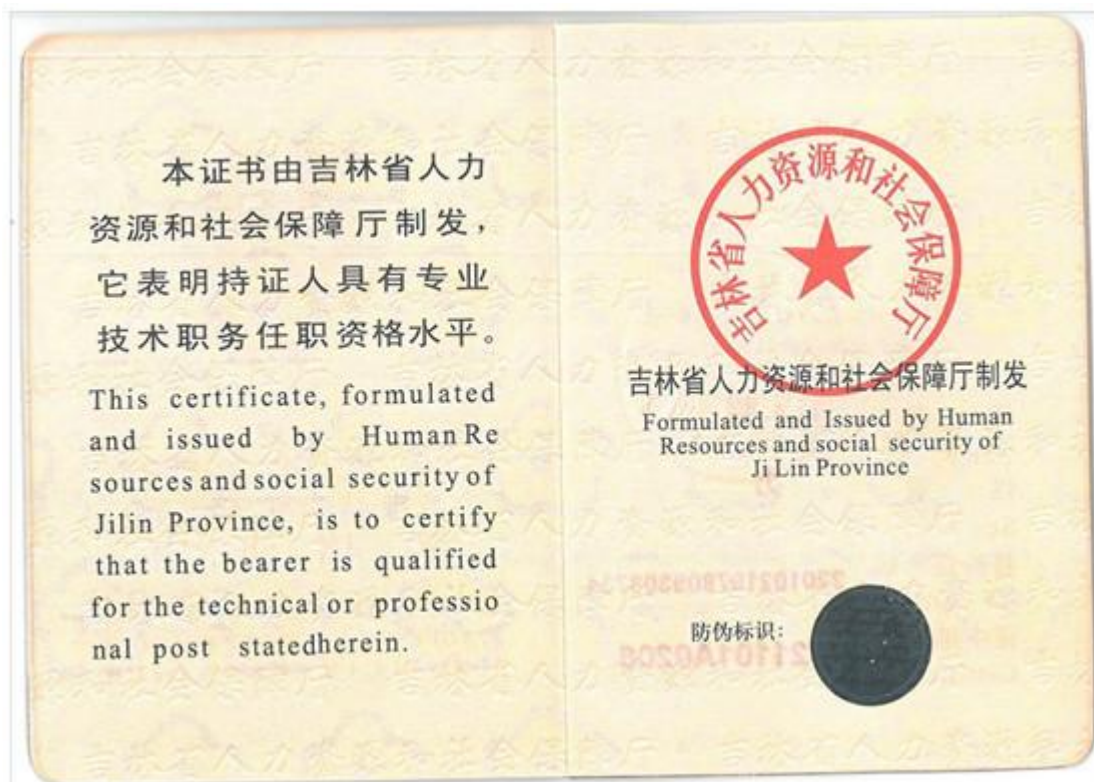 本证书由吉林省人力
资源和社会保障厅制发，
它表明持证人具有专业
技术职务任职资格水平。
This certificate, formulated
and issued by Human Re
sources and social security of
Jilin Province, is to certify
that the bearer is qualified
for the technical or professio
nal post statedherein.
吉林省人力资源和社会保障厅
吉林省人力资源和社会保障厅制发
Formulated and Issued by Human
Resources and social security of
Ji Lin Province
防伪标识：